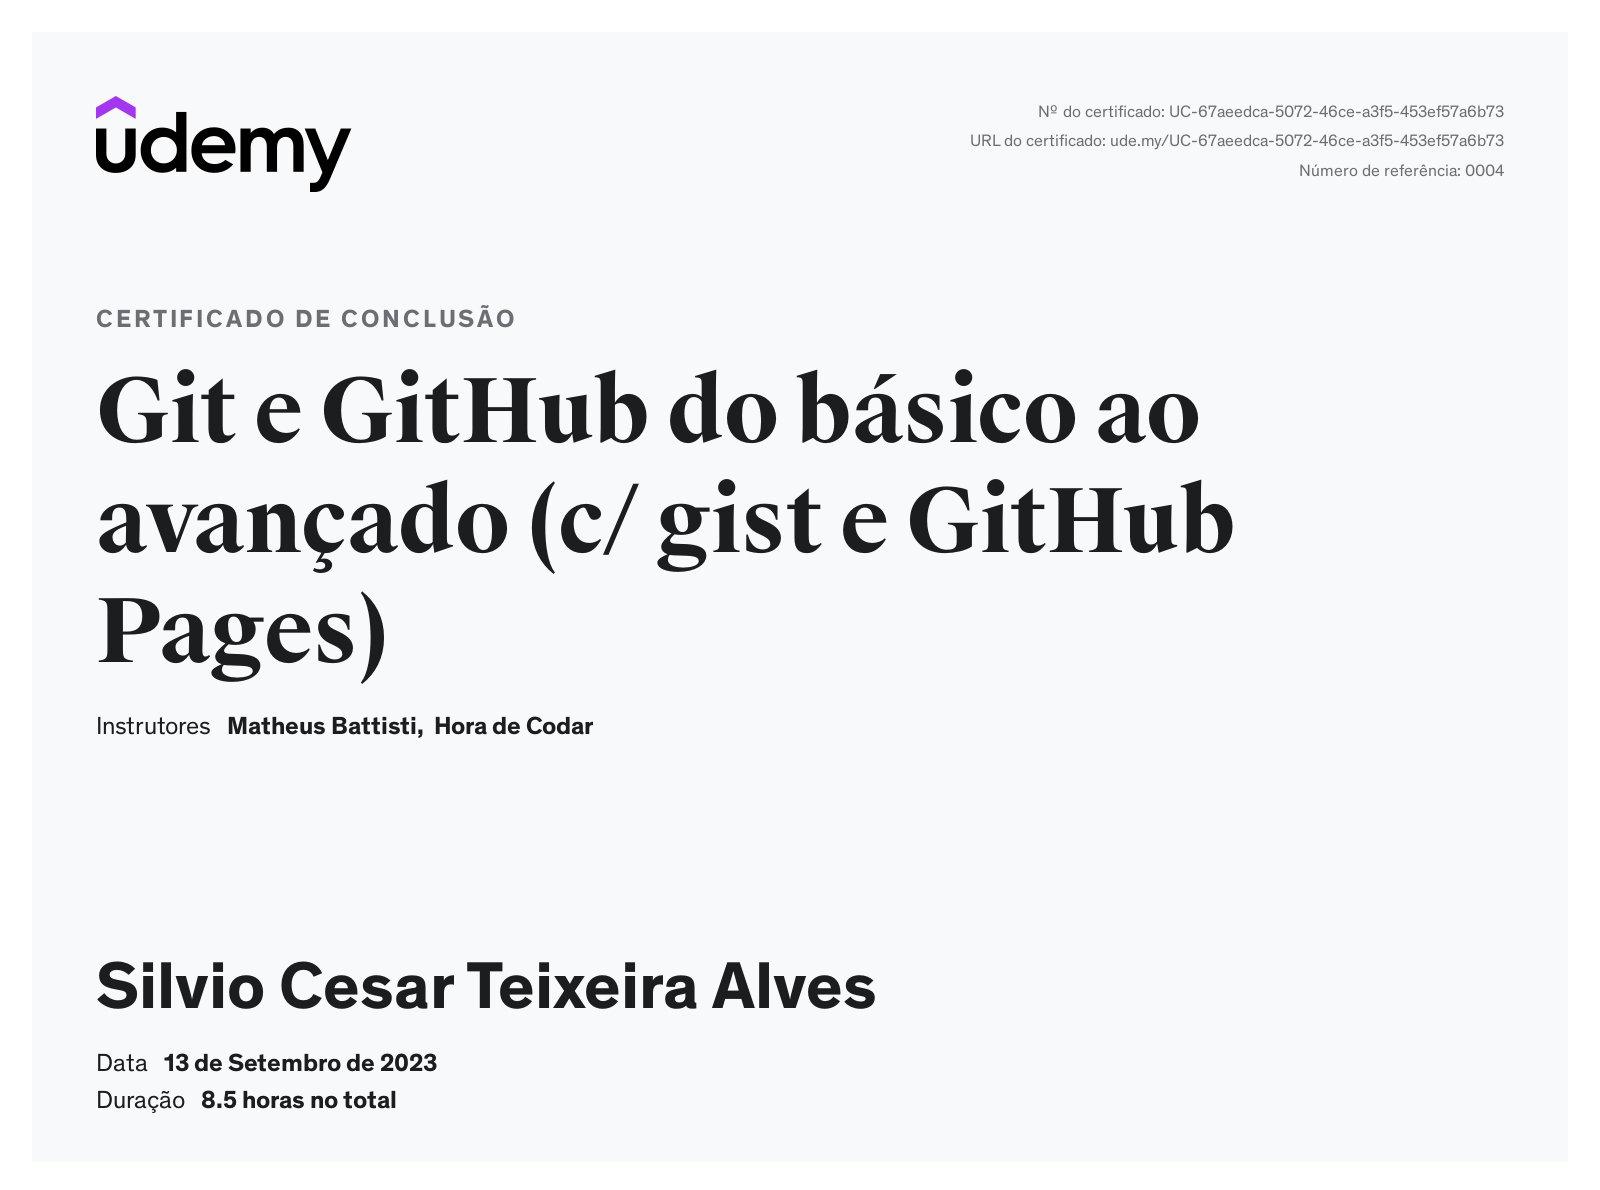 udemy
Nº do certificado: UC-67aeedca-5072-46ce-a3f5-453ef57a6b73
URL do certificado: ude.my/UC-67aeedca-5072-46ce-a3f5-453ef57a6b73
Número de referência: 0004
CERTIFICADO DE CONCLUSÃO
Git e GitHub do básico ao
avançado (c/ gist e GitHub
Pages)
Instrutores Matheus Battisti, Hora de Codar
Silvio Cesar Teixeira Alves
Data 13 de Setembro de 2023
Duração 8.5 horas no total